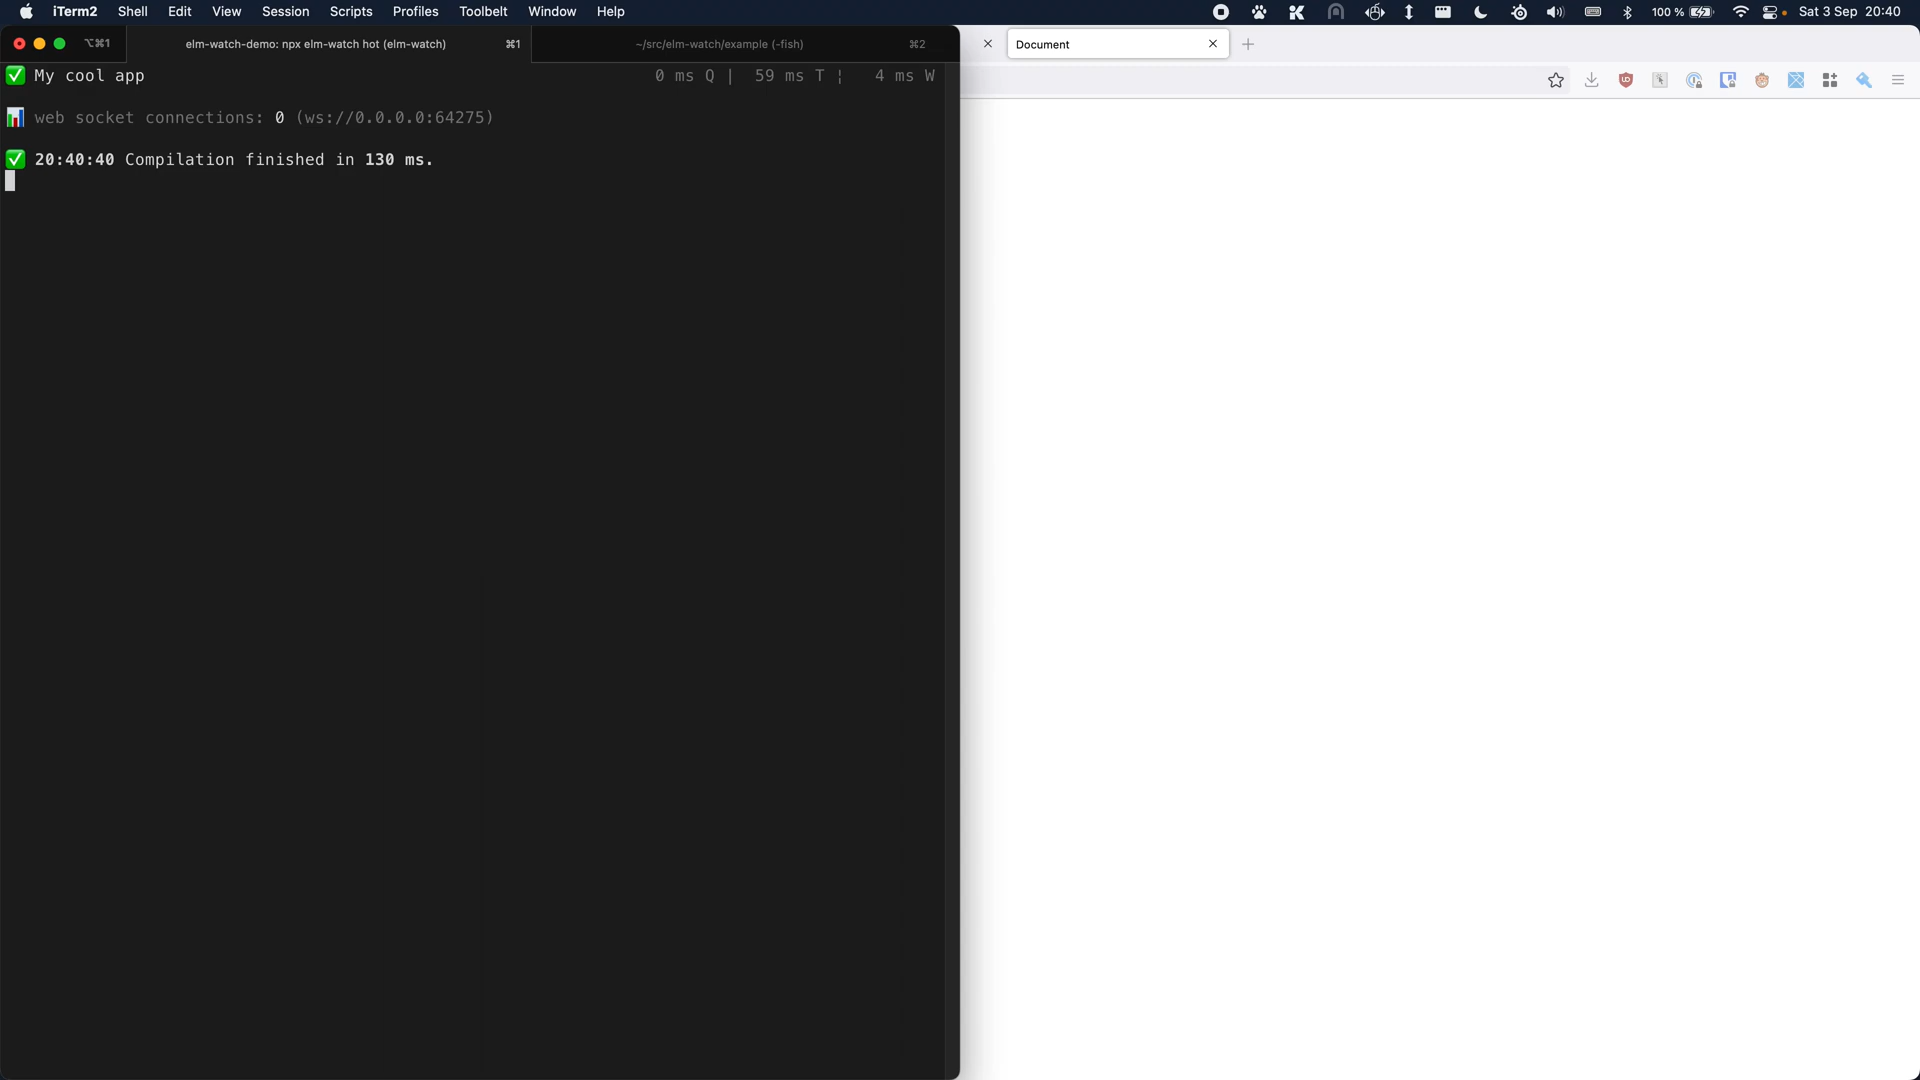 iTerm2 Shell Edit View Session Scripts Profiles Toolbelt Window Help 100 % Sat 3 Sep 20:40
⌥⌘1 elm-watch-demo: npx elm-watch hot (elm-watch) ⌘1 ~/src/elm-watch/example (-fish) ⌘2
Document
✅ My cool app 0 ms Q | 59 ms T ¦ 4 ms W
📊 web socket connections: 0 (ws://0.0.0.0:64275)
✅ 20:40:40 Compilation finished in 130 ms.